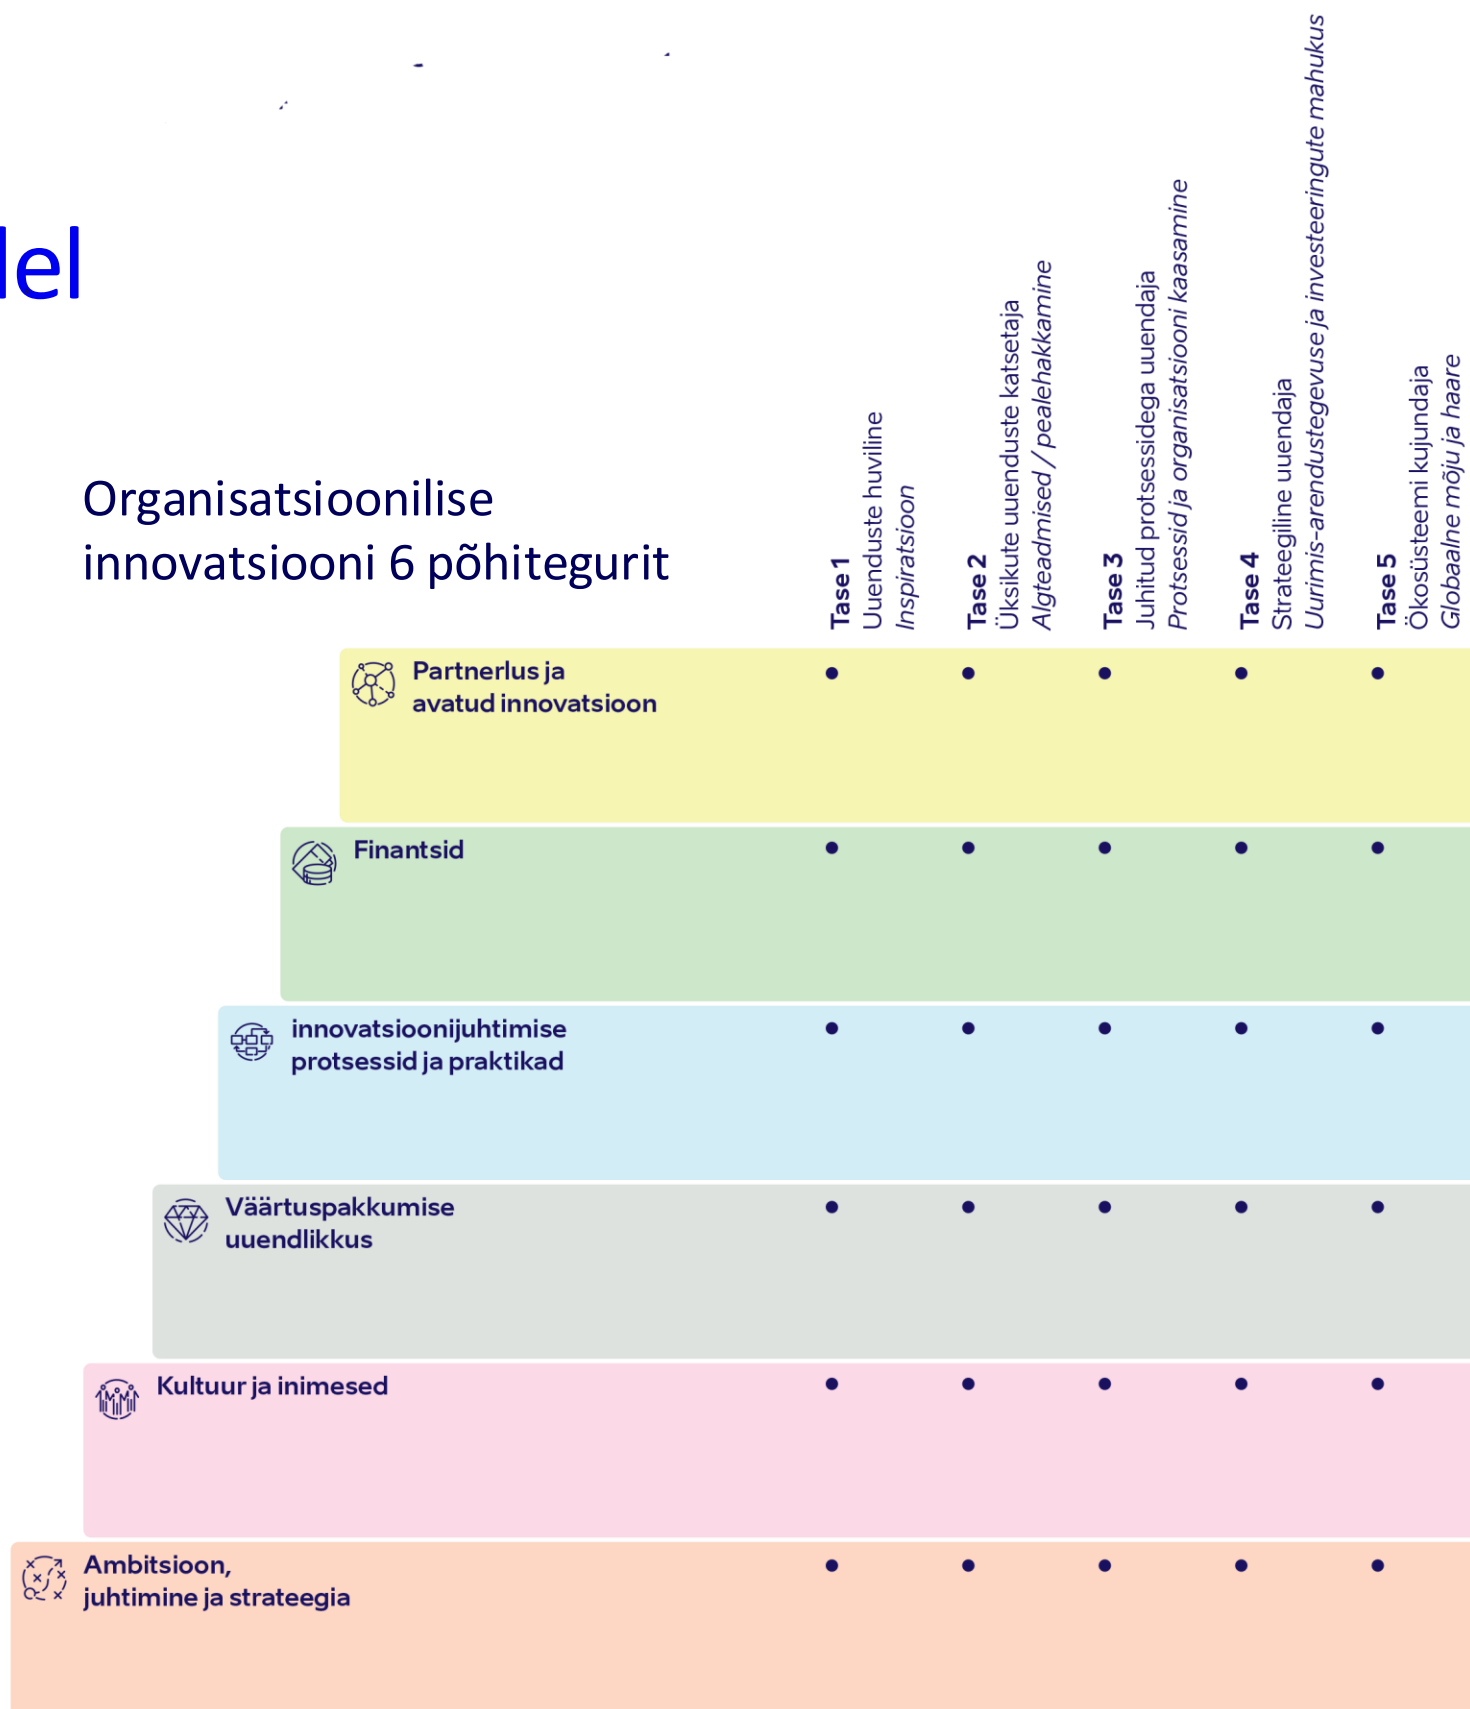 del
Organisatsioonilise
innovatsiooni 6 põhitegurit
Tase 1
Uuenduste huviline
Inspiratsioon
Tase 2
Üksikute uuenduste katsetaja
Algteadmised / pealehakkamine
Tase 3
Juhitud protsessidega uuendaja
Protsessid ja organisatsiooni kaasamine
Tase 4
Strateegiline uuendaja
Uurimis-arendustegevuse ja investeeringute mahukus
Tase 5
Ökosüsteemi kujundaja
Globaalne mõju ja haare
Partnerlus ja
avatud innovatsioon
Finantsid
innovatsioonijuhtimise
protsessid ja praktikad
Väärtuspakkumise
uuendlikkus
Kultuur ja inimesed
Ambitsioon,
juhtimine ja strateegia